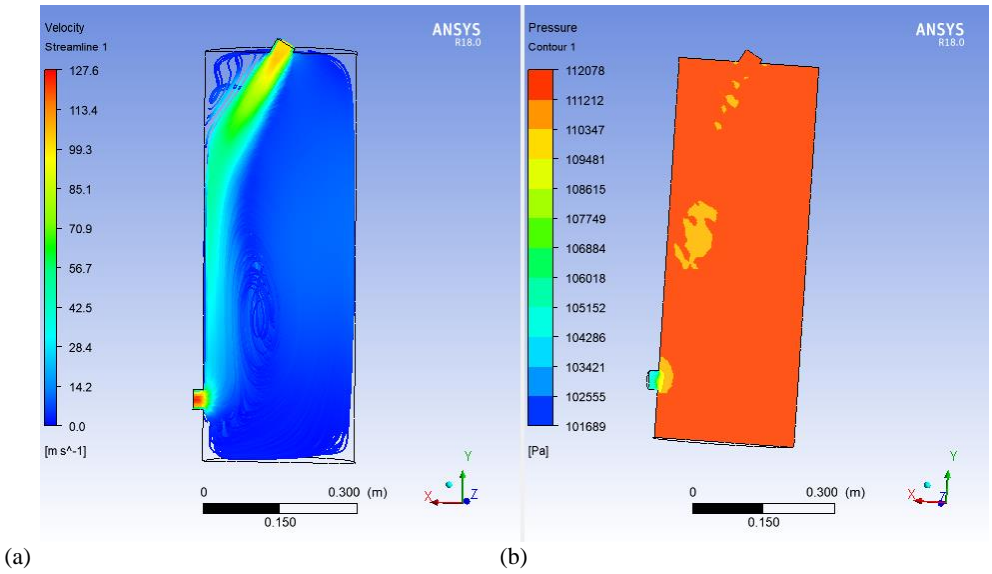 Velocity
Streamline 1
ANSYS
R18.0
127.6
113.4
99.3
85.1
70.9
56.7
42.5
28.4
14.2
0.0
[m s^-1]
0 0.300 (m)
0.150
Y
X
Z
(a)
Pressure
Contour 1
ANSYS
R18.0
112078
111212
110347
109481
108615
107749
106884
106018
105152
104286
103421
102555
101689
[Pa]
0 0.300 (m)
0.150
Y
X
Z
(b)